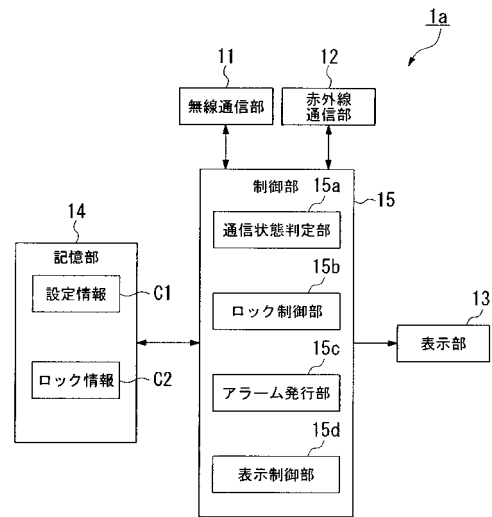 1a
11
12
無線通信部
赤外線
通信部
制御部
15a
15
通信状態判定部
14
記憶部
設定情報
C1
15b
ロック制御部
13
表示部
ロック情報
C2
15c
アラーム発行部
15d
表示制御部